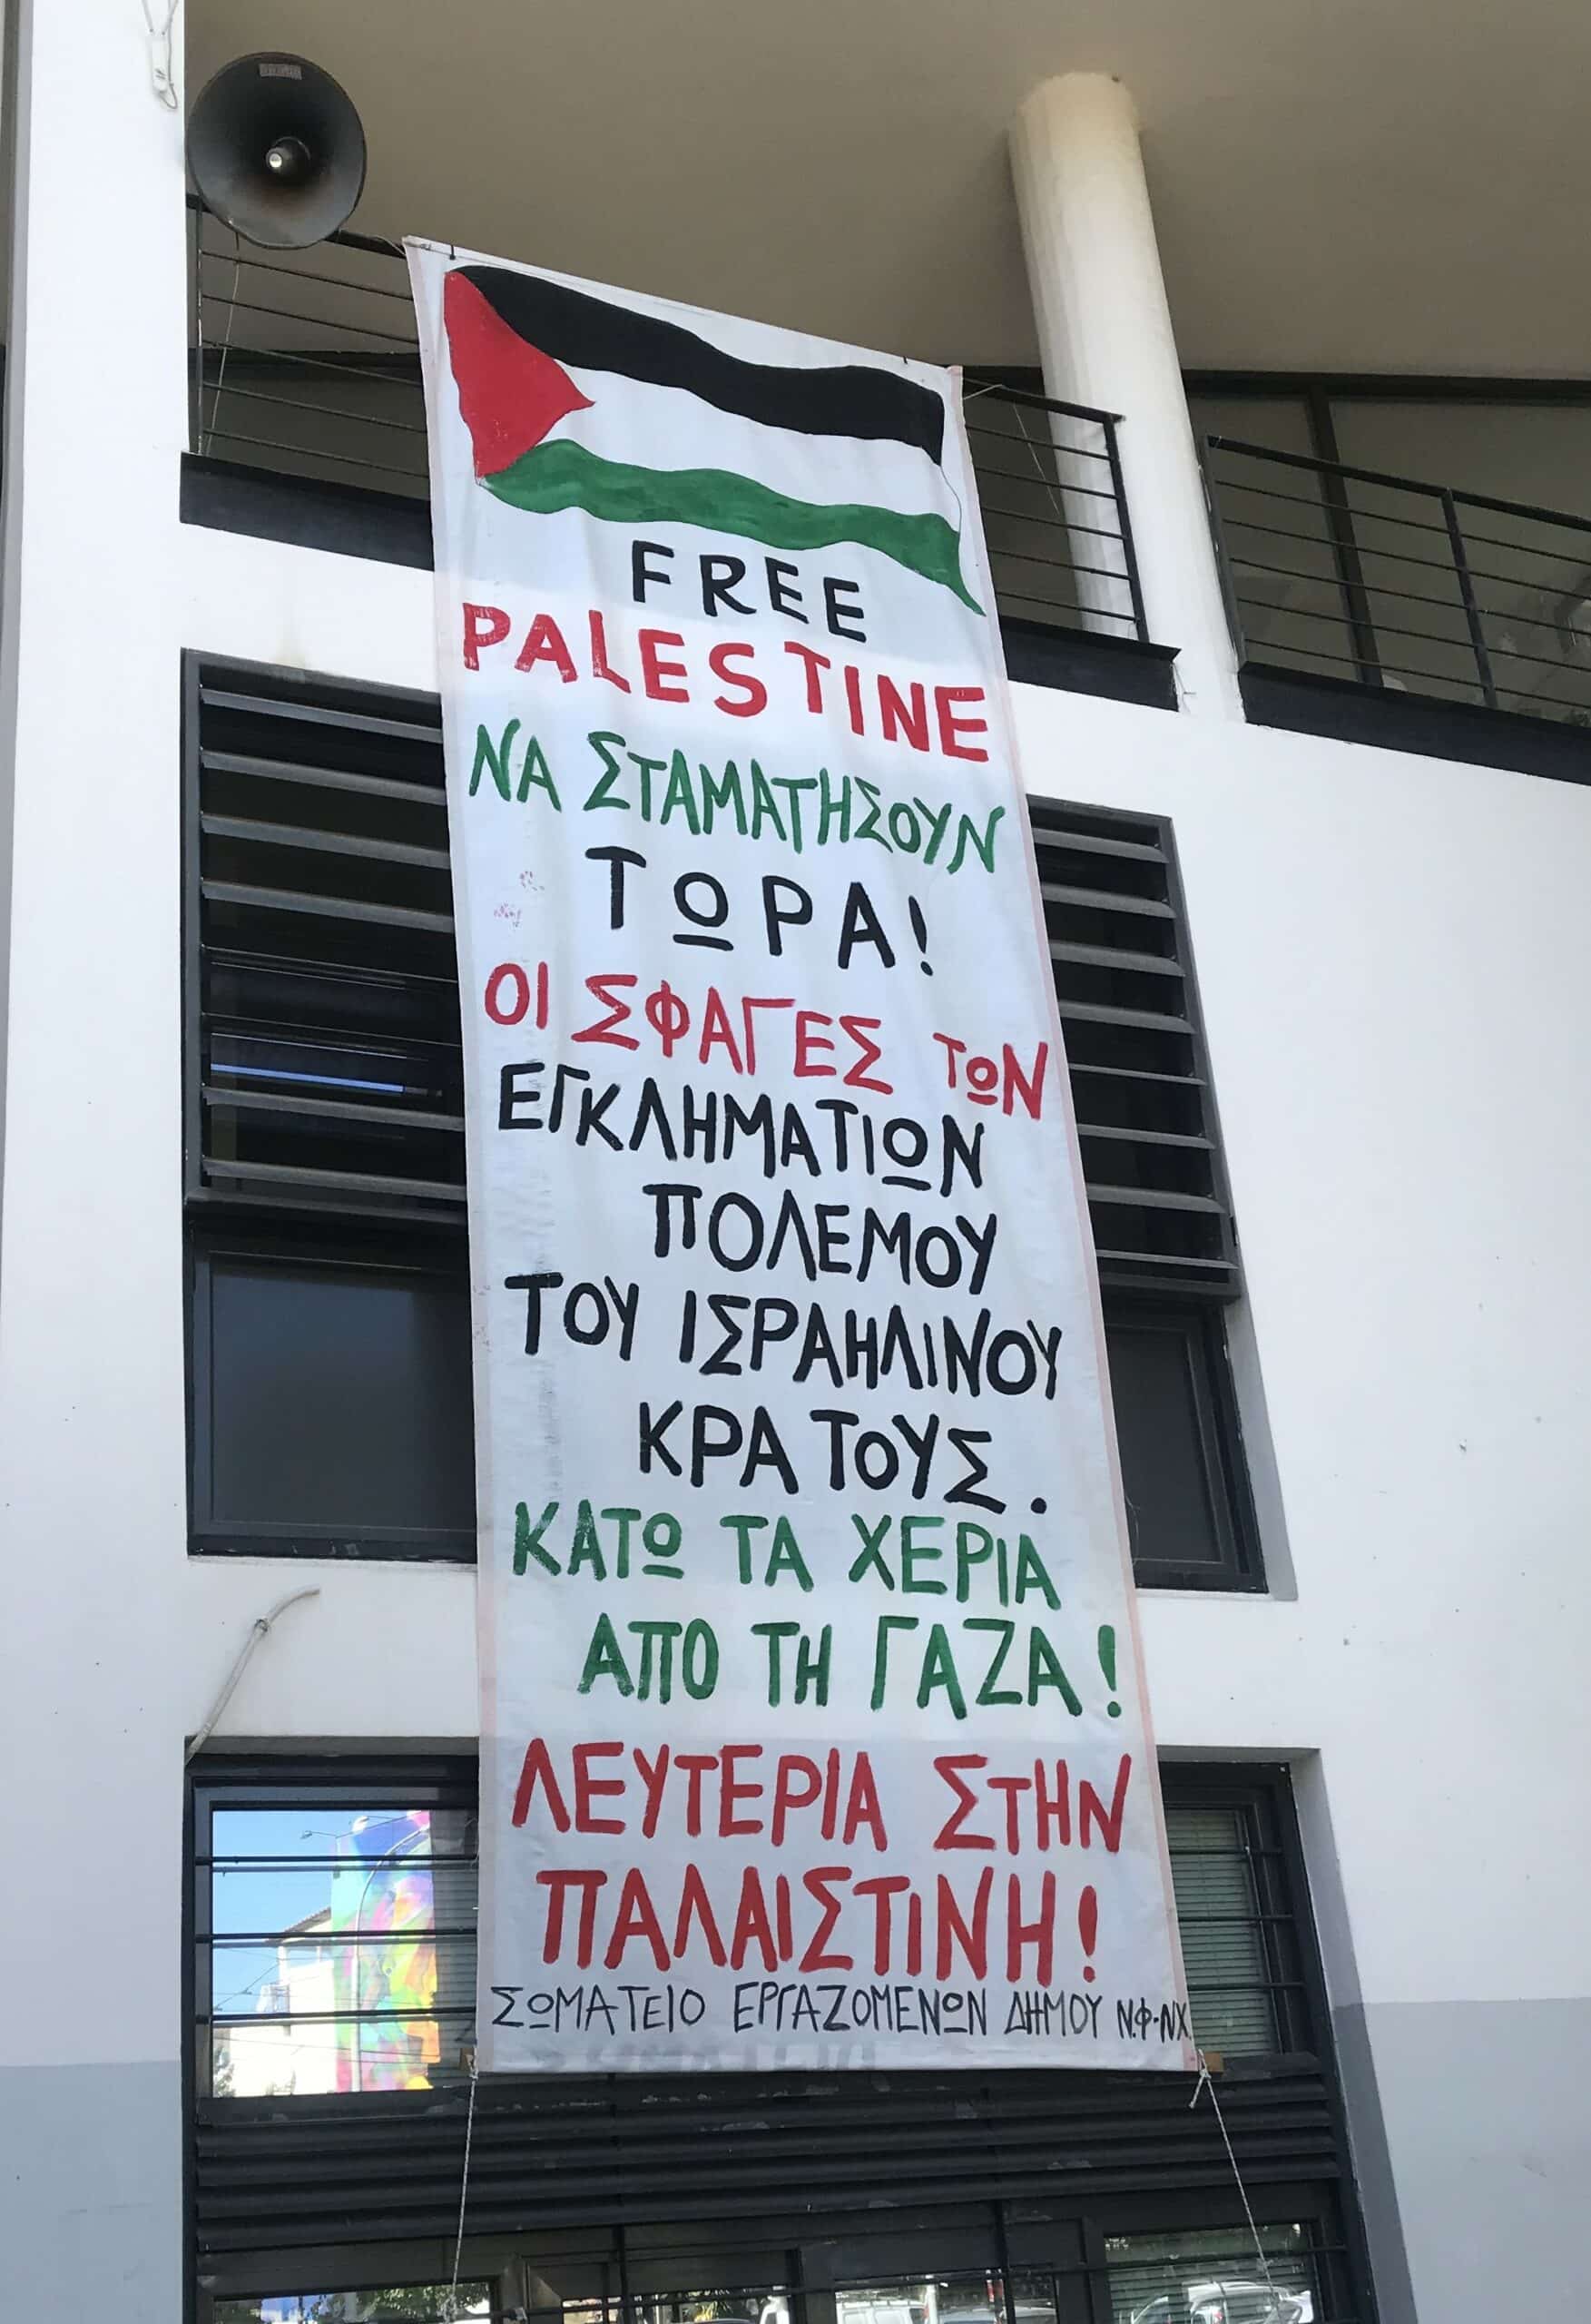 FREE
PALESTINE
ΝΑ ΣΤΑΜΑΤΗΣΟΥΝ
ΤΩΡΑ!
ΟΙ ΣΦΑΓΕΣ ΤΩΝ
ΕΓΚΛΗΜΑΤΙΩΝ
ΠΟΛΕΜΟΥ
ΤΟΥ ΙΣΡΑΗΛΙΝΟΥ
ΚΡΑΤΟΥΣ.
ΚΑΤΩ ΤΑ ΧΕΡΙΑ
ΑΠΟ ΤΗ ΓΑΖΑ!
ΛΕΥΤΕΡΙΑ ΣΤΗΝ
ΠΑΛΑΙΣΤΙΝΗ!
ΣΩΜΑΤΕΙΟ ΕΡΓΑΖΟΜΕΝΩΝ ΔΗΜΟΥ Ν.Φ-ΝΧ